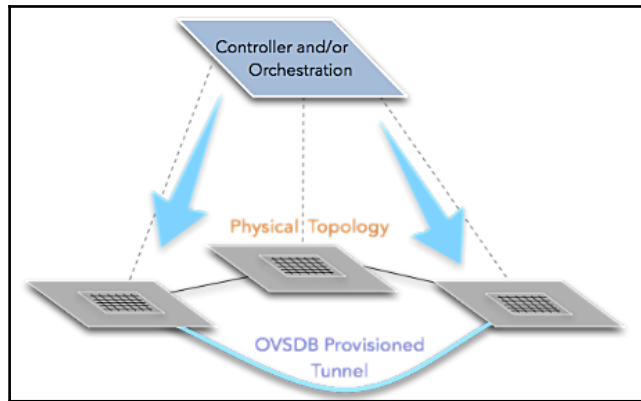 Controller and/or
Orchestration
Physical Topology
OVSDB Provisioned
Tunnel